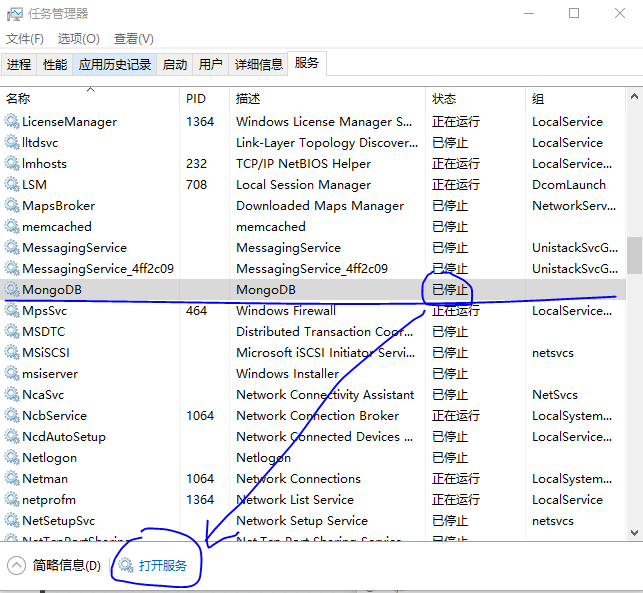 任务管理器
文件(F) 选项(O) 查看(V)
进程 性能 应用历史记录 启动 用户 详细信息 服务
名称 PID 描述 状态 组
LicenseManager 1364 Windows License Manager S... 正在运行 LocalService
lltdsvc Link-Layer Topology Discover... 已停止 LocalService
lmhosts 232 TCP/IP NetBIOS Helper 正在运行 LocalService...
LSM 708 Local Session Manager 正在运行 DcomLaunch
MapsBroker Downloaded Maps Manager 已停止 NetworkServ...
memcached memcached 已停止
MessagingService MessagingService 已停止 UnistackSvcG...
MessagingService_4ff2c09 MessagingService_4ff2c09 已停止 UnistackSvcG...
MongoDB MongoDB 已停止
MpsSvc 464 Windows Firewall 正在运行 LocalService...
MSDTC Distributed Transaction Coor... 已停止
MSiSCSI Microsoft iSCSI Initiator Servi... 已停止 netsvcs
msiserver Windows Installer 已停止
NcaSvc Network Connectivity Assistant 已停止 NetSvcs
NcbService 1064 Network Connection Broker 正在运行 LocalSystem...
NcdAutoSetup Network Connected Devices ... 已停止 LocalService...
Netlogon Netlogon 已停止
Netman 1064 Network Connections 正在运行 LocalSystem...
netprofm 1364 Network List Service 正在运行 LocalService
NetSetupSvc Network Setup Service 已停止 netsvcs
NetTcpPortSharing Net.Tcp Port Sharing Service 已停止
简略信息(D) 打开服务